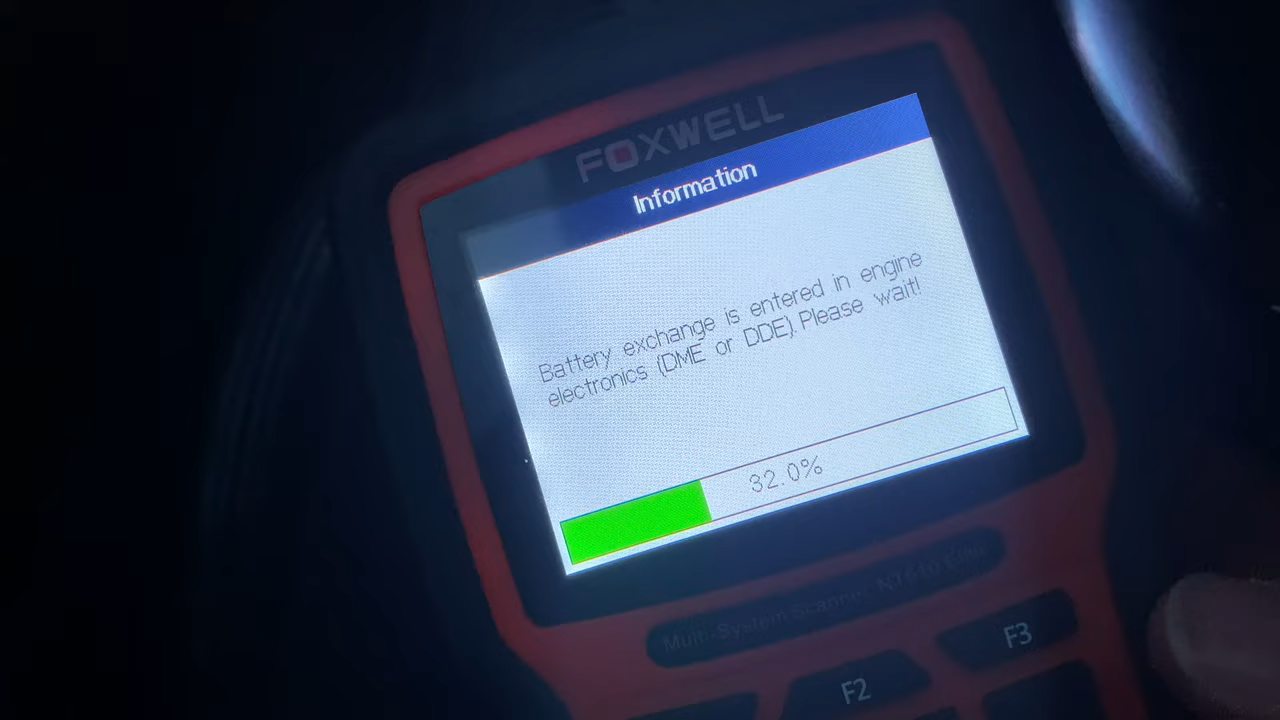 FOXWELL
Information
Battery exchange is entered in engine
electronics (DME or DDE). Please wait!
32.0%
Multi-System Scanner NT510 Elite
F3
F2